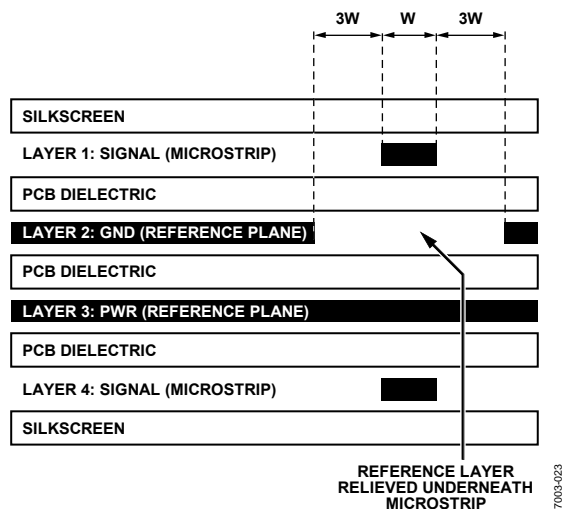 3W W 3W
SILKSCREEN
LAYER 1: SIGNAL (MICROSTRIP)
PCB DIELECTRIC
LAYER 2: GND (REFERENCE PLANE)
PCB DIELECTRIC
LAYER 3: PWR (REFERENCE PLANE)
PCB DIELECTRIC
LAYER 4: SIGNAL (MICROSTRIP)
SILKSCREEN
REFERENCE LAYER
RELIEVED UNDERNEATH
MICROSTRIP
7003-023